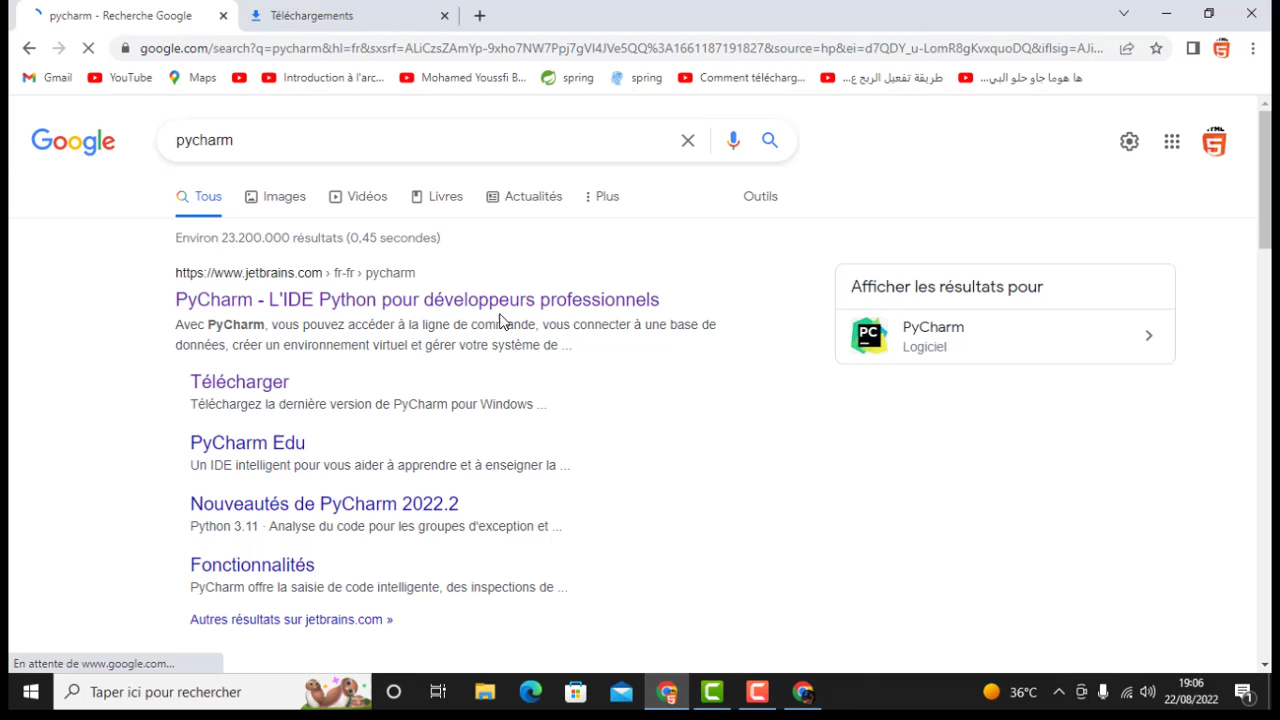 pycharm - Recherche Google
Téléchargements
google.com/search?q=pycharm&hl=fr&sxsrf=ALiCzsZAmYp-9xho7NW7Ppj7gVI4JVe5QQ%3A1661187191827&source=hp&ei=d7QDY_u-LomR8gKvxquoDQ&iflsig=AJi...
Gmail
YouTube
Maps
Introduction à l'arc...
Mohamed Youssfi B...
spring
spring
Comment télécharg...
طريقة تفعيل الربح ع...
ها هوما جاو حلو البي...
Google
pycharm
Tous
Images
Vidéos
Livres
Actualités
Plus
Outils
Environ 23.200.000 résultats (0,45 secondes)
https://www.jetbrains.com › fr-fr › pycharm
PyCharm - L'IDE Python pour développeurs professionnels
Avec PyCharm, vous pouvez accéder à la ligne de commande, vous connecter à une base de
données, créer un environnement virtuel et gérer votre système de ...
Télécharger
Téléchargez la dernière version de PyCharm pour Windows ...
PyCharm Edu
Un IDE intelligent pour vous aider à apprendre et à enseigner la ...
Nouveautés de PyCharm 2022.2
Python 3.11 · Analyse du code pour les groupes d'exception et ...
Fonctionnalités
PyCharm offre la saisie de code intelligente, des inspections de ...
Autres résultats sur jetbrains.com »
Afficher les résultats pour
PC
PyCharm
Logiciel
En attente de www.google.com...
Taper ici pour rechercher
36°C
19:06
22/08/2022
1